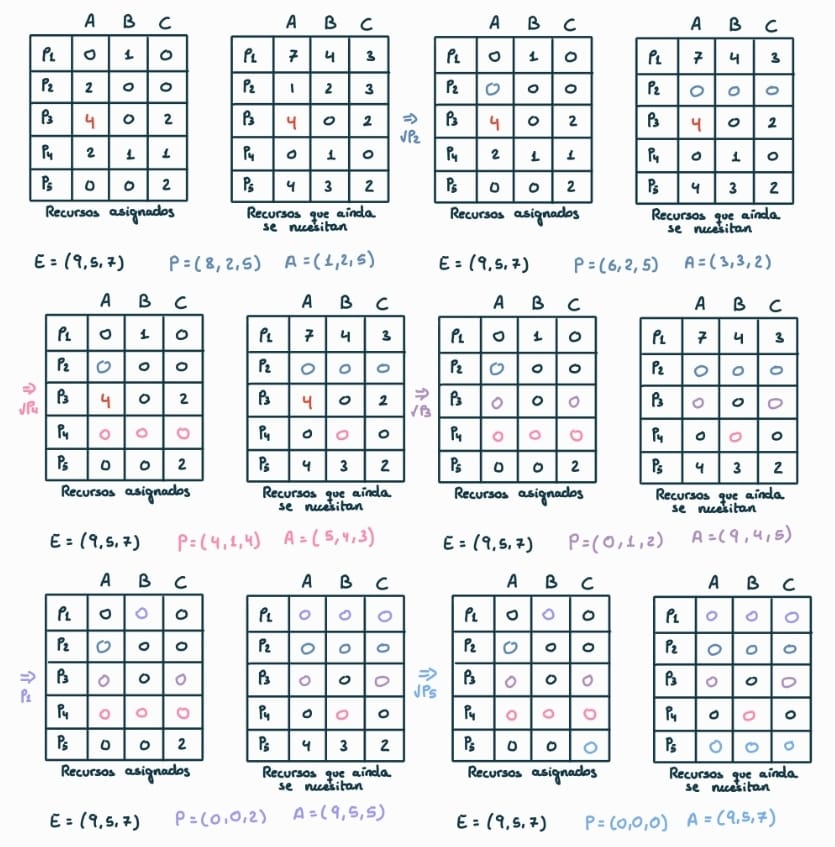 A B C A B C A B C A B C
P1 0 1 0 P1 7 4 3 P1 0 1 0 P1 7 4 3
P2 2 0 0 P2 1 2 3 P2 0 0 0 P2 0 0 0
P3 4 0 2 P3 4 0 2 ⇒ P3 4 0 2 P3 4 0 2
√P2
P4 2 1 1 P4 0 1 0 P4 2 1 1 P4 0 1 0
P5 0 0 2 P5 4 3 2 P5 0 0 2 P5 4 3 2
Recursos asignados Recursos que aínda Recursos asignados Recursos que aínda
se necesitan se necesitan
E = (9,5,7) P=(8,2,5) A=(1,2,5) E = (9,5,7) P=(6,2,5) A=(3,3,2)
A B C A B C A B C A B C
P1 0 1 0 P1 7 4 3 P1 0 1 0 P1 7 4 3
P2 0 0 0 P2 0 0 0 P2 0 0 0 P2 0 0 0
⇒ P3 4 0 2 P3 4 0 2 ⇒ P3 0 0 0 P3 0 0 0
√P4 √P3
P4 0 0 0 P4 0 0 0 P4 0 0 0 P4 0 0 0
P5 0 0 2 P5 4 3 2 P5 0 0 2 P5 4 3 2
Recursos asignados Recursos que aínda Recursos asignados Recursos que aínda
se necesitan se necesitan
E = (9,5,7) P=(4,1,4) A=(5,4,3) E = (9,5,7) P=(0,1,2) A=(9,4,5)
A B C A B C A B C A B C
P1 0 0 0 P1 0 0 0 P1 0 0 0 P1 0 0 0
P2 0 0 0 P2 0 0 0 P2 0 0 0 P2 0 0 0
⇒ P3 0 0 0 P3 0 0 0 ⇒ P3 0 0 0 P3 0 0 0
P1 √P5
P4 0 0 0 P4 0 0 0 P4 0 0 0 P4 0 0 0
P5 0 0 2 P5 4 3 2 P5 0 0 0 P5 0 0 0
Recursos asignados Recursos que aínda Recursos asignados Recursos que aínda
se necesitan se necesitan
E = (9,5,7) P=(0,0,2) A=(9,5,5) E = (9,5,7) P=(0,0,0) A=(9,5,7)